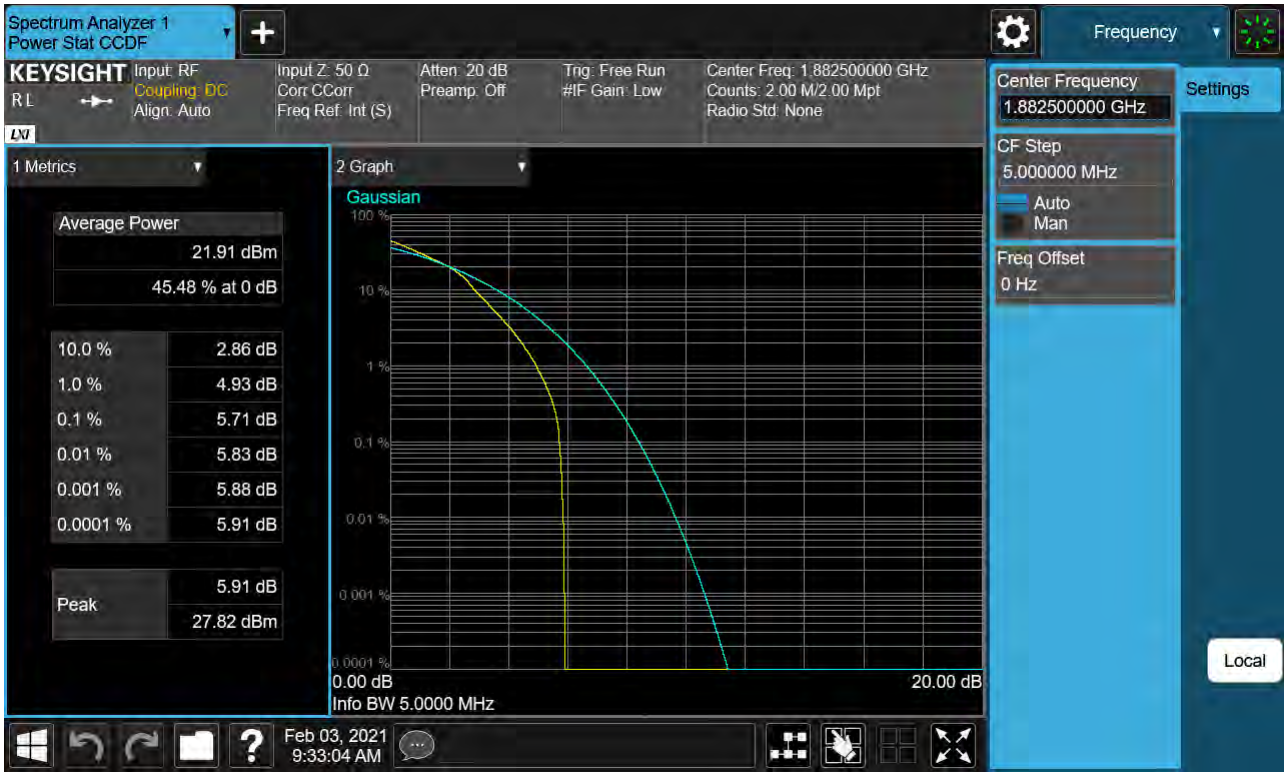 Spectrum Analyzer 1
Power Stat CCDF
Frequency
KEYSIGHT
R L
LXI
Input: RF
Coupling: DC
Align: Auto
Input Z: 50 Ω
Corr CCorr
Freq Ref: Int (S)
Atten: 20 dB
Preamp: Off
Trig: Free Run
#IF Gain: Low
Center Freq: 1.882500000 GHz
Counts: 2.00 M/2.00 Mpt
Radio Std: None
Center Frequency
1.882500000 GHz
Settings
CF Step
5.000000 MHz
Auto
Man
Freq Offset
0 Hz
1 Metrics
Average Power
21.91 dBm
45.48 % at 0 dB
10.0 % 2.86 dB
1.0 % 4.93 dB
0.1 % 5.71 dB
0.01 % 5.83 dB
0.001 % 5.88 dB
0.0001 % 5.91 dB
Peak
5.91 dB
27.82 dBm
2 Graph
Gaussian
100 %
10 %
1 %
0.1 %
0.01 %
0.001 %
0.0001 %
0.00 dB 20.00 dB
Info BW 5.0000 MHz
Local
?
Feb 03, 2021
9:33:04 AM